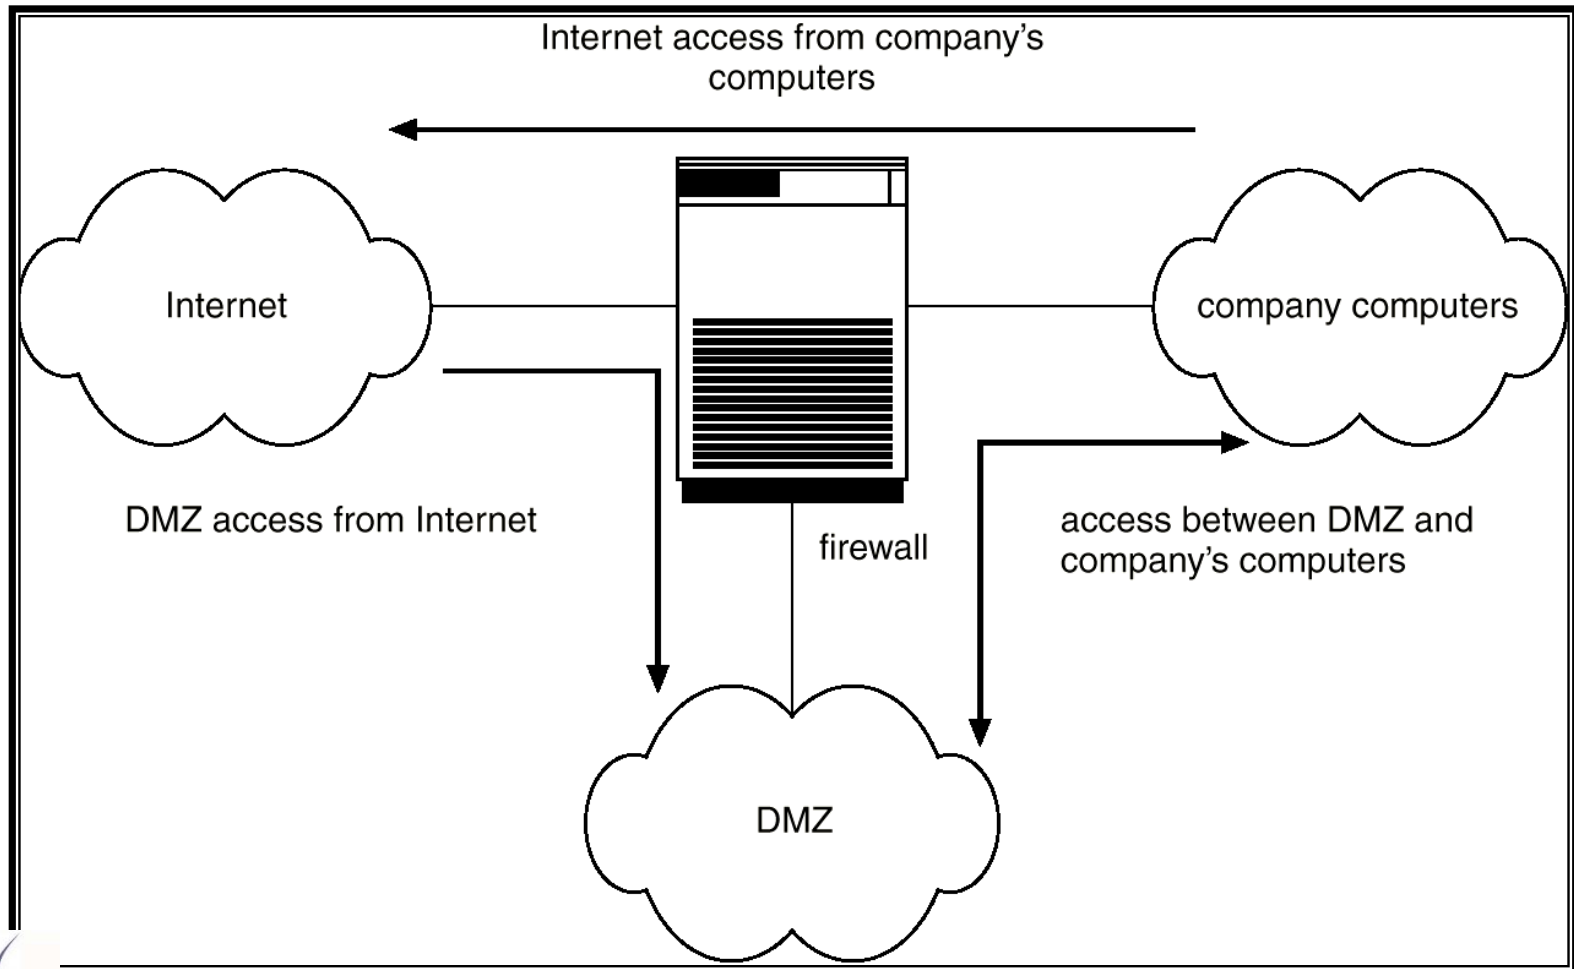 Internet access from company’s
computers
Internet
company computers
DMZ access from Internet
firewall
access between DMZ and
company’s computers
DMZ